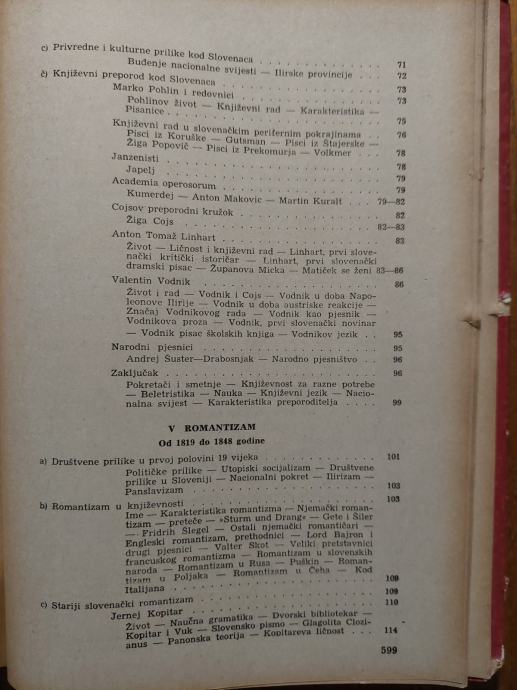 c) Privredne i kulturne prilike kod Slovenaca . . . . . . . . . 71
Buđenje nacionalne svijesti — Ilirske provincije . . . 72
č) Književni preporod kod Slovenaca . . . . . . . . . . 73
Marko Pohlin i redovnici . . . . . . . . . . . 73
Pohlinov život — Književni rad — Karakteristika —
Pisanice . . . . . . . . . . . . . . . 75
Književni rad u slovenačkim perifernim pokrajinama . . 76
Pisci iz Koruške — Gutsman — Pisci iz Štajerske —
Žiga Popovič — Pisci iz Prekomurja — Volkmer . . . 78
Janzenisti . . . . . . . . . . . . . . . 78
Japelj . . . . . . . . . . . . . . . 79
Academia operosorum . . . . . . . . . . . . 79
Kumerdej — Anton Makovic — Martin Kuralt . . . 79—82
Cojsov preporodni kružok . . . . . . . . . . . 82
Žiga Cojs . . . . . . . . . . . . . . 82—83
Anton Tomaž Linhart . . . . . . . . . . . . 83
Život — Ličnost i književni rad — Linhart, prvi slove-
nački kritički istoričar — Linhart, prvi slovenački
dramski pisac — Županova Micka — Matiček se ženi 83—86
Valentin Vodnik . . . . . . . . . . . . . 86
Život i rad — Vodnik i Cojs — Vodnik u doba Napo-
leonove Ilirije — Vodnik u doba austriske reakcije —
Značaj Vodnikovog rada — Vodnik kao pjesnik —
Vodnikova proza — Vodnik, prvi slovenački novinar
— Vodnik pisac školskih knjiga — Vodnikov jezik . . 95
Narodni pjesnici . . . . . . . . . . . . . 95
Andrej Šuster—Drabosnjak — Narodno pjesništvo . . 96
Zaključak . . . . . . . . . . . . . . . 96
Pokretači i smetnje — Književnost za razne potrebe
— Beletristika — Nauka — Književni jezik — Nacio-
nalna svijest — Karakteristika preporoditelja . . . . 99
V ROMANTIZAM
Od 1819 do 1848 godine
a) Društvene prilike u prvoj polovini 19 vijeka . . . . . . . 101
Političke prilike — Utopiski socijalizam — Društvene
prilike u Sloveniji — Nacionalni pokret — Ilirizam —
Panslavizam . . . . . . . . . . . . . . 103
b) Romantizam u književnosti . . . . . . . . . . . . 103
Ime — Karakteristika romantizma — Njemački roman-
tizam — preteče — »Sturm und Drang« — Gete i Šiler
— Fridrih Šlegel — Ostali njemački romantičari —
Engleski romantizam, prethodnici — Lord Bajron i
drugi pjesnici — Valter Skot — Veliki pretstavnici
francuskog romantizma — Romantizam u slovenskih
naroda — Romantizam u Rusa — Puškin — Roman-
tizam u Poljaka — Romantizam u Čeha — Kod
Italijana . . . . . . . . . . . . . . . 109
c) Stariji slovenački romantizam . . . . . . . . . . . 109
Jernej Kopitar . . . . . . . . . . . . . . 110
Život — Naučna gramatika — Dvorski bibliotekar —
Kopitar i Vuk — Slovensko pismo — Glagolita Clozi-
anus — Panonska teorija — Kopitareva ličnost . . . 114
599